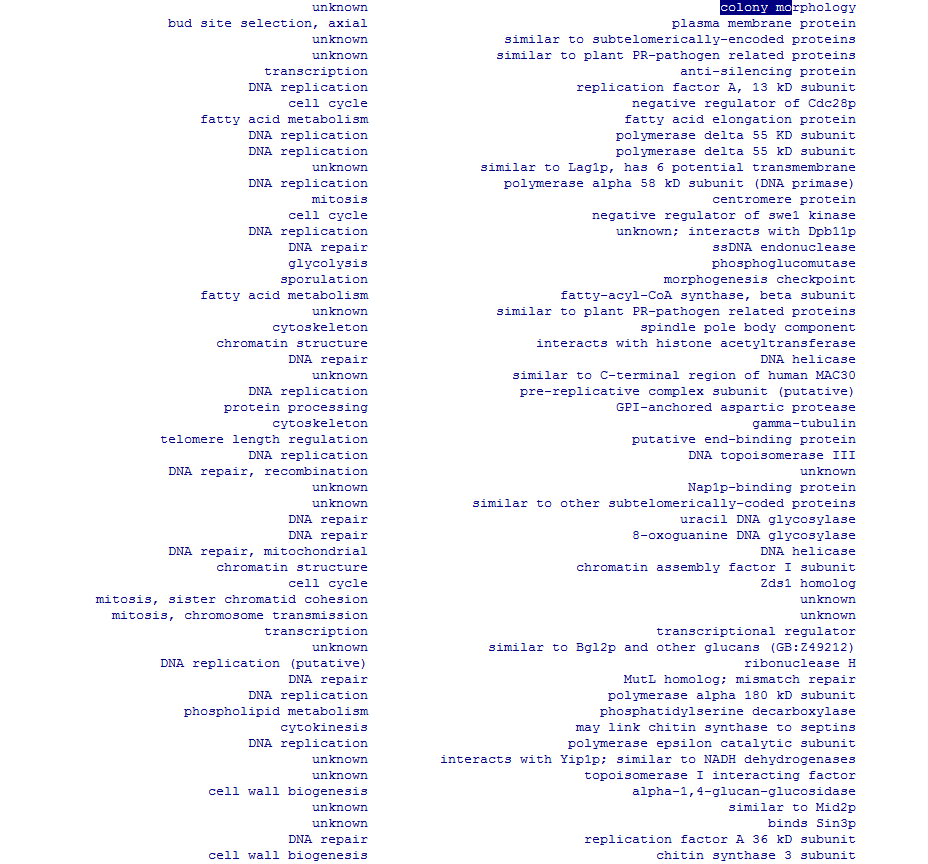 unknown colony morphology
bud site selection, axial plasma membrane protein
unknown similar to subtelomerically-encoded proteins
unknown similar to plant PR-pathogen related proteins
transcription anti-silencing protein
DNA replication replication factor A, 13 kD subunit
cell cycle negative regulator of Cdc28p
fatty acid metabolism fatty acid elongation protein
DNA replication polymerase delta 55 KD subunit
DNA replication polymerase delta 55 kD subunit
unknown similar to Lag1p, has 6 potential transmembrane
DNA replication polymerase alpha 58 kD subunit (DNA primase)
mitosis centromere protein
cell cycle negative regulator of swe1 kinase
DNA replication unknown; interacts with Dpb11p
DNA repair ssDNA endonuclease
glycolysis phosphoglucomutase
sporulation morphogenesis checkpoint
fatty acid metabolism fatty-acyl-CoA synthase, beta subunit
unknown similar to plant PR-pathogen related proteins
cytoskeleton spindle pole body component
chromatin structure interacts with histone acetyltransferase
DNA repair DNA helicase
unknown similar to C-terminal region of human MAC30
DNA replication pre-replicative complex subunit (putative)
protein processing GPI-anchored aspartic protease
cytoskeleton gamma-tubulin
telomere length regulation putative end-binding protein
DNA replication DNA topoisomerase III
DNA repair, recombination unknown
unknown Nap1p-binding protein
unknown similar to other subtelomerically-coded proteins
DNA repair uracil DNA glycosylase
DNA repair 8-oxoguanine DNA glycosylase
DNA repair, mitochondrial DNA helicase
chromatin structure chromatin assembly factor I subunit
cell cycle Zds1 homolog
mitosis, sister chromatid cohesion unknown
mitosis, chromosome transmission unknown
transcription transcriptional regulator
unknown similar to Bgl2p and other glucans (GB:Z49212)
DNA replication (putative) ribonuclease H
DNA repair MutL homolog; mismatch repair
DNA replication polymerase alpha 180 kD subunit
phospholipid metabolism phosphatidylserine decarboxylase
cytokinesis may link chitin synthase to septins
DNA replication polymerase epsilon catalytic subunit
unknown interacts with Yip1p; similar to NADH dehydrogenases
unknown topoisomerase I interacting factor
cell wall biogenesis alpha-1,4-glucan-glucosidase
unknown similar to Mid2p
unknown binds Sin3p
DNA repair replication factor A 36 kD subunit
cell wall biogenesis chitin synthase 3 subunit